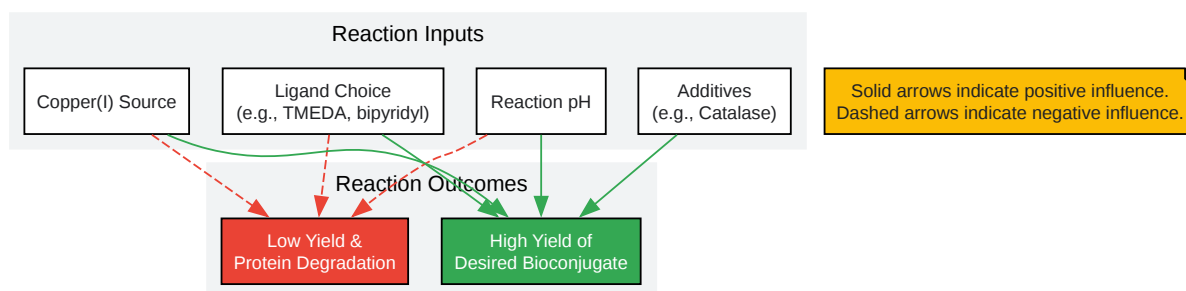 Reaction Inputs
Copper(I) Source
Ligand Choice
(e.g., TMEDA, bipyridyl)
Reaction pH
Additives
(e.g., Catalase)
Solid arrows indicate positive influence.
Dashed arrows indicate negative influence.
Reaction Outcomes
Low Yield &
Protein Degradation
High Yield of
Desired Bioconjugate